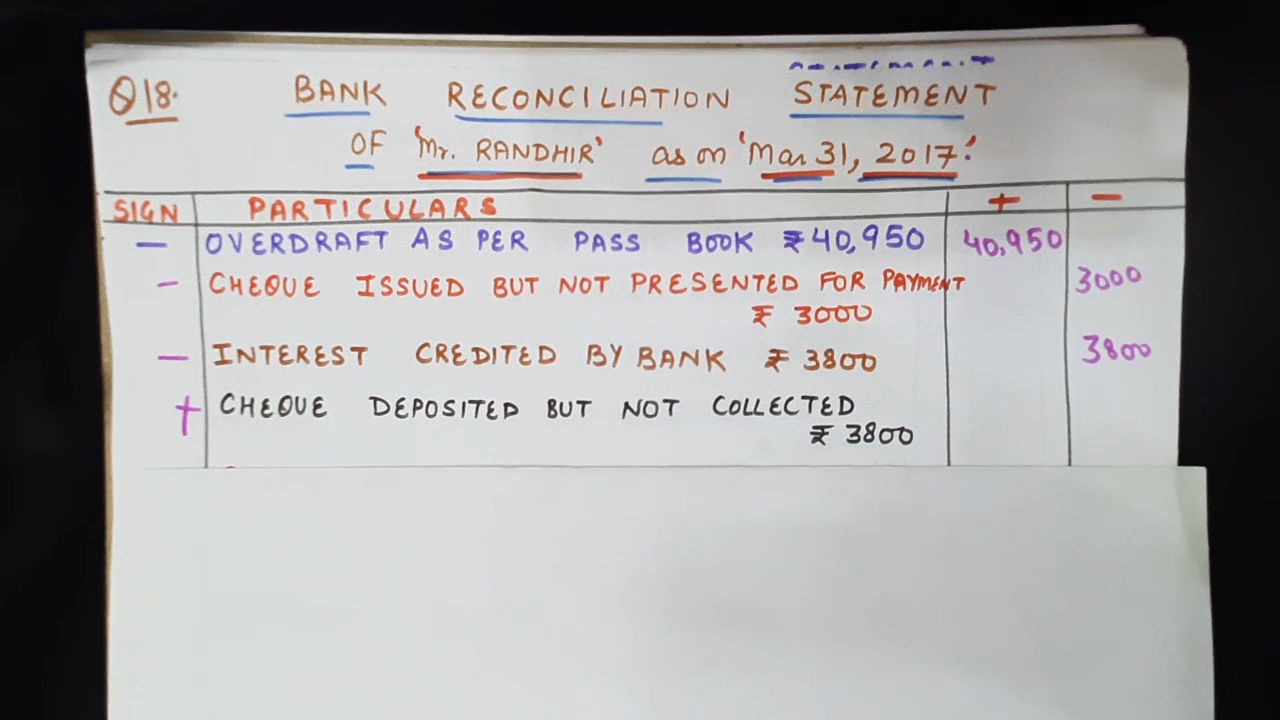 Q18. BANK RECONCILIATION STATEMENT
OF 'Mr. RANDHIR' as on 'Mar 31, 2017'.
SIGN PARTICULARS + -
- OVERDRAFT AS PER PASS BOOK ₹40,950 40,950
- CHEQUE ISSUED BUT NOT PRESENTED FOR PAYMENT 3000
₹ 3000
- INTEREST CREDITED BY BANK ₹ 3800 3800
+ CHEQUE DEPOSITED BUT NOT COLLECTED
₹ 3800